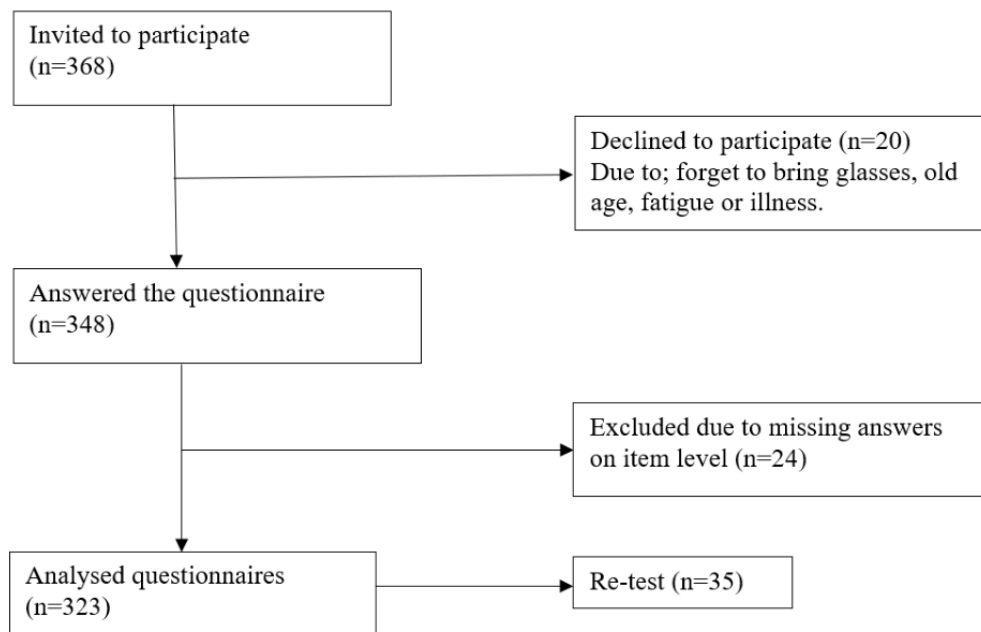 Invited to participate
(n=368)
Declined to participate (n=20)
Due to; forget to bring glasses, old
age, fatigue or illness.
Answered the questionnaire
(n=348)
Excluded due to missing answers
on item level (n=24)
Analysed questionnaires
(n=323)
Re-test (n=35)